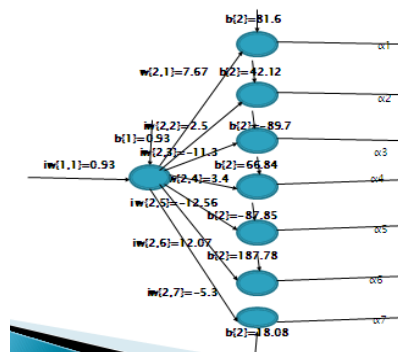 b{2}=81.6
α1
iw{2,1}=7.67
b{2}=42.12
α2
iw{2,2}=2.5
b{2}=-89.7
b{1}=0.93
iw{2,3}=-11.3
α3
b{2}=66.84
iw{1,1}=0.93
{2,4}=3.4
α4
iw{2,5}=-12.56
b{2}=-87.85
α5
iw{2,6}=12.07
b{2}=187.78
α6
iw{2,7}=-5.3
α7
b{2}=18.08